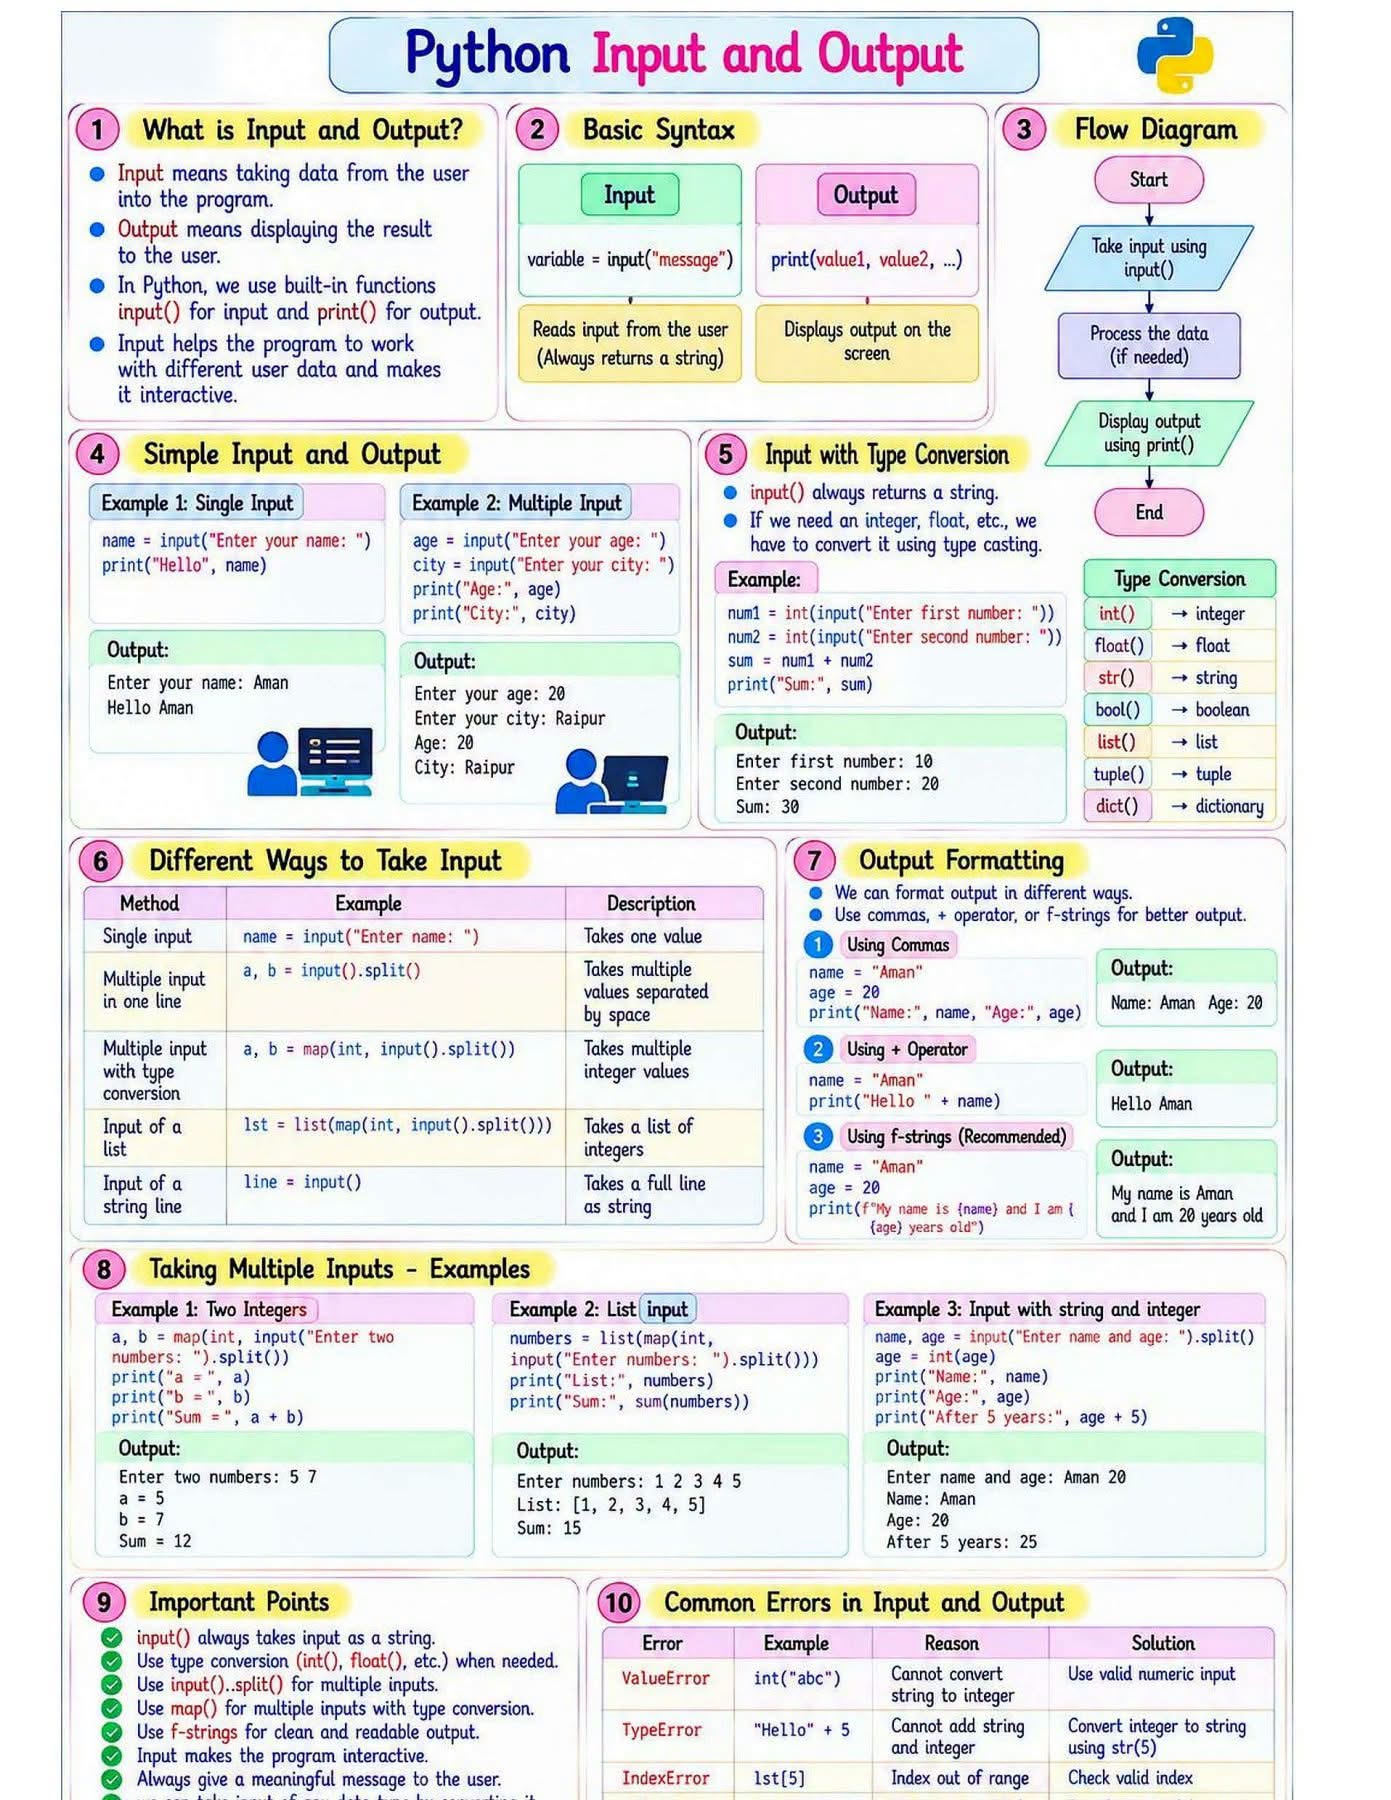 Python Input and Output
1 What is Input and Output?
Input means taking data from the user
into the program.
Output means displaying the result
to the user.
In Python, we use built-in functions
input() for input and print() for output.
Input helps the program to work
with different user data and makes
it interactive.
2 Basic Syntax
Input
variable = input("message")
Reads input from the user
(Always returns a string)
Output
print(value1, value2, ...)
Displays output on the
screen
3 Flow Diagram
Start
Take input using
input()
Process the data
(if needed)
Display output
using print()
End
4 Simple Input and Output
Example 1: Single Input
name = input("Enter your name: ")
print("Hello", name)
Output:
Enter your name: Aman
Hello Aman
Example 2: Multiple Input
age = input("Enter your age: ")
city = input("Enter your city: ")
print("Age:", age)
print("City:", city)
Output:
Enter your age: 20
Enter your city: Raipur
Age: 20
City: Raipur
5 Input with Type Conversion
input() always returns a string.
If we need an integer, float, etc., we
have to convert it using type casting.
Example:
num1 = int(input("Enter first number: "))
num2 = int(input("Enter second number: "))
sum = num1 + num2
print("Sum:", sum)
Output:
Enter first number: 10
Enter second number: 20
Sum: 30
Type Conversion
int() → integer
float() → float
str() → string
bool() → boolean
list() → list
tuple() → tuple
dict() → dictionary
6 Different Ways to Take Input
Method Example Description
Single input name = input("Enter name: ") Takes one value
Multiple input
in one line
a, b = input().split()
Takes multiple
values separated
by space
Multiple input
with type
conversion
a, b = map(int, input().split())
Takes multiple
integer values
Input of a
list
lst = list(map(int, input().split()))
Takes a list of
integers
Input of a
string line
line = input()
Takes a full line
as string
7 Output Formatting
We can format output in different ways.
Use commas, + operator, or f-strings for better output.
1 Using Commas
name = "Aman"
age = 20
print("Name:", name, "Age:", age)
Output:
Name: Aman Age: 20
2 Using + Operator
name = "Aman"
print("Hello " + name)
Output:
Hello Aman
3 Using f-strings (Recommended)
name = "Aman"
age = 20
print(f"My name is {name} and I am {
{age} years old")
Output:
My name is Aman
and I am 20 years old
8 Taking Multiple Inputs - Examples
Example 1: Two Integers
a, b = map(int, input("Enter two
numbers: ").split())
print("a = ", a)
print("b = ", b)
print("Sum = ", a + b)
Output:
Enter two numbers: 5 7
a = 5
b = 7
Sum = 12
Example 2: List input
numbers = list(map(int,
input("Enter numbers: ").split()))
print("List:", numbers)
print("Sum:", sum(numbers))
Output:
Enter numbers: 1 2 3 4 5
List: [1, 2, 3, 4, 5]
Sum: 15
Example 3: Input with string and integer
name, age = input("Enter name and age: ").split()
age = int(age)
print("Name:", name)
print("Age:", age)
print("After 5 years:", age + 5)
Output:
Enter name and age: Aman 20
Name: Aman
Age: 20
After 5 years: 25
9 Important Points
input() always takes input as a string.
Use type conversion (int(), float(), etc.) when needed.
Use input()..split() for multiple inputs.
Use map() for multiple inputs with type conversion.
Use f-strings for clean and readable output.
Input makes the program interactive.
Always give a meaningful message to the user.
10 Common Errors in Input and Output
Error Example Reason Solution
ValueError int("abc")
Cannot convert
string to integer
Use valid numeric input
TypeError "Hello" + 5
Cannot add string
and integer
Convert integer to string
using str(5)
IndexError lst[5] Index out of range Check valid index